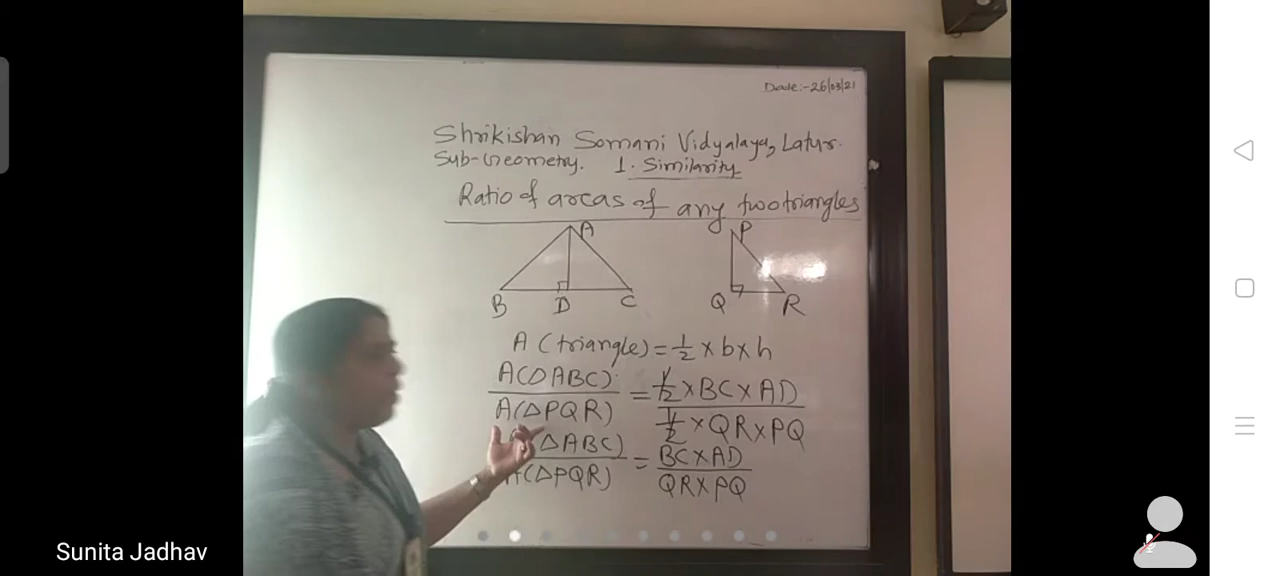 Date:-26/03/21
Shrikishan Somani Vidyalaya, Latur.
Sub-Geometry. 1. Similarity
Ratio of areas of any two triangles
A
P
B D C Q R
A (triangle) = 1/2 × b × h
A(△ABC) / A(△PQR) = 1/2 × BC × AD / 1/2 × QR × PQ
(△ABC) / A(△PQR) = BC × AD / QR × PQ
Sunita Jadhav